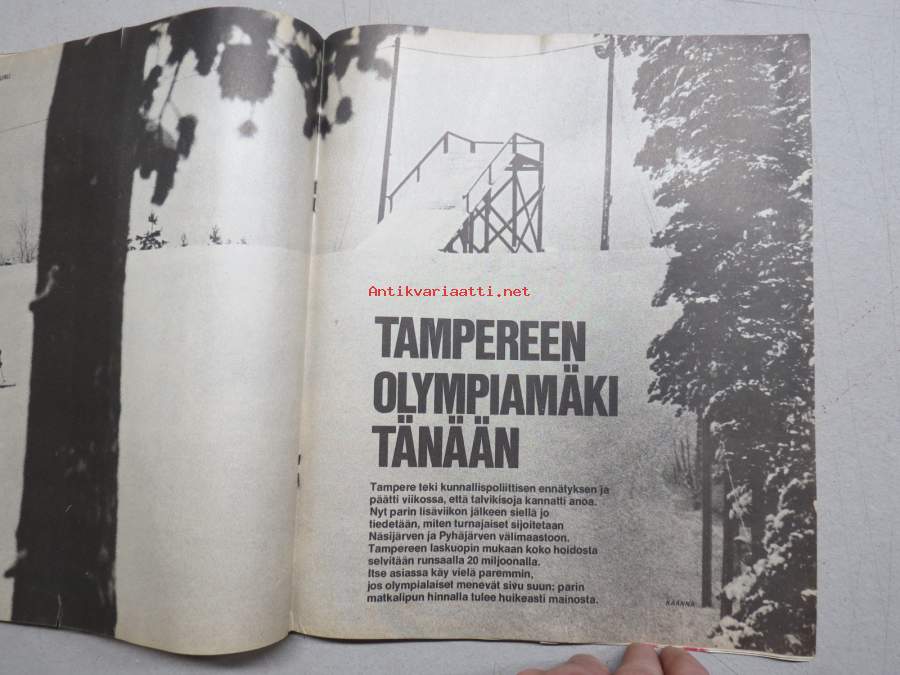 Antikvariaatti.net
TAMPEREEN
OLYMPIAMÄKI
TÄNÄÄN
Tampere teki kunnallispoliittisen ennätyksen ja
päätti viikossa, että talvikisoja kannatti anoa.
Nyt parin lisäviikon jälkeen siellä jo
tiedetään, miten turnajaiset sijoitetaan
Näsijärven ja Pyhäjärven välimaastoon.
Tampereen laskuopin mukaan koko hoidosta
selvitään runsaalla 20 miljoonalla.
Itse asiassa käy vielä paremmin,
jos olympialaiset menevät sivu suun: parin
matkalipun hinnalla tulee huikeasti mainosta.
KÄÄNNÄ